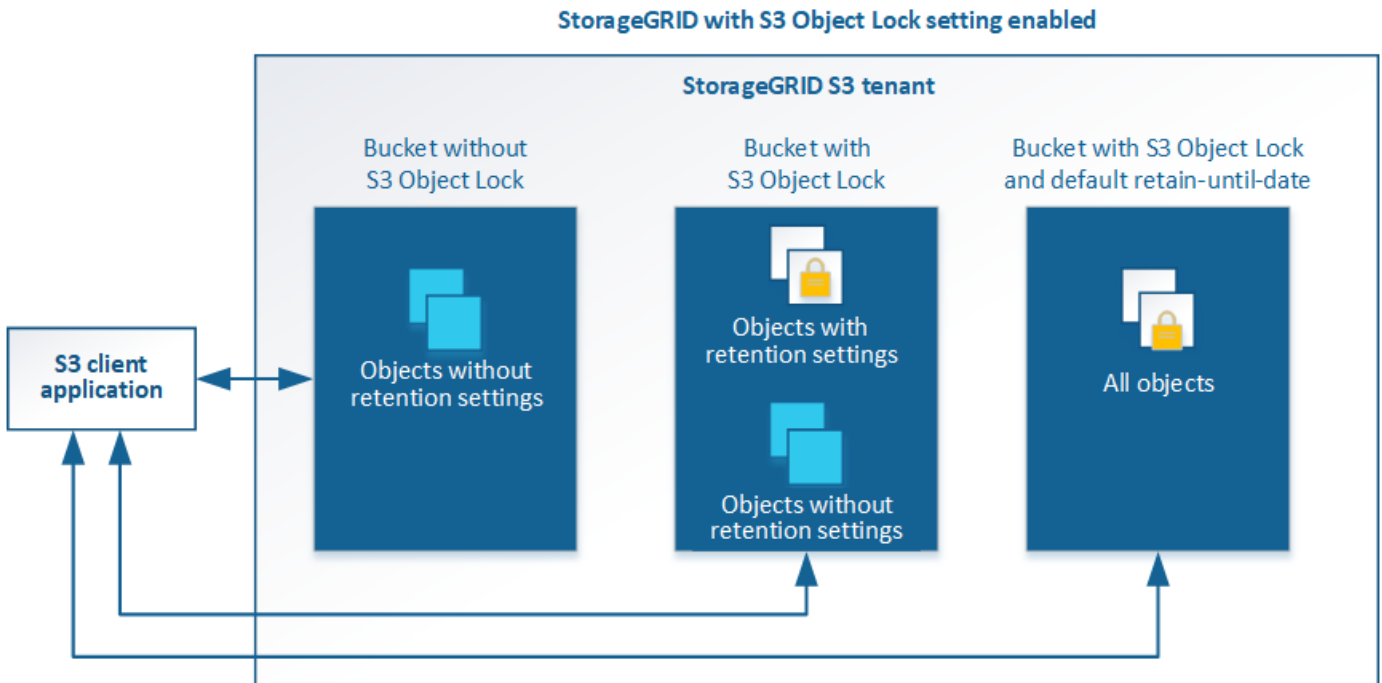 StorageGRID with S3 Object Lock setting enabled
StorageGRID S3 tenant
Bucket without
S3 Object Lock
Bucket with
S3 Object Lock
Bucket with S3 Object Lock
and default retain-until-date
S3 client
application
Objects without
retention settings
Objects with
retention settings
Objects without
retention settings
All objects